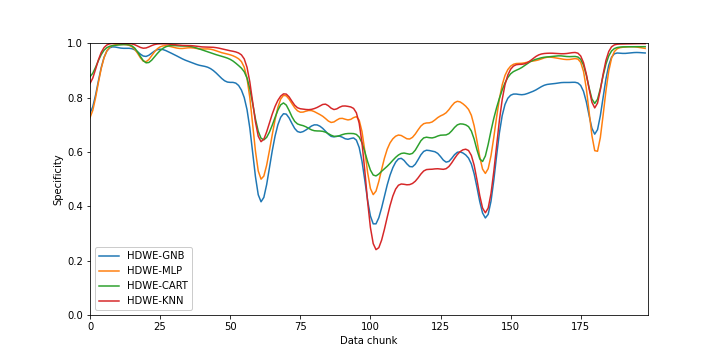 1.0
0.8
0.6
0.4
0.2
0.0
Specificity
HDWE-GNB
HDWE-MLP
HDWE-CART
HDWE-KNN
0 25 50 75 100 125 150 175
Data chunk